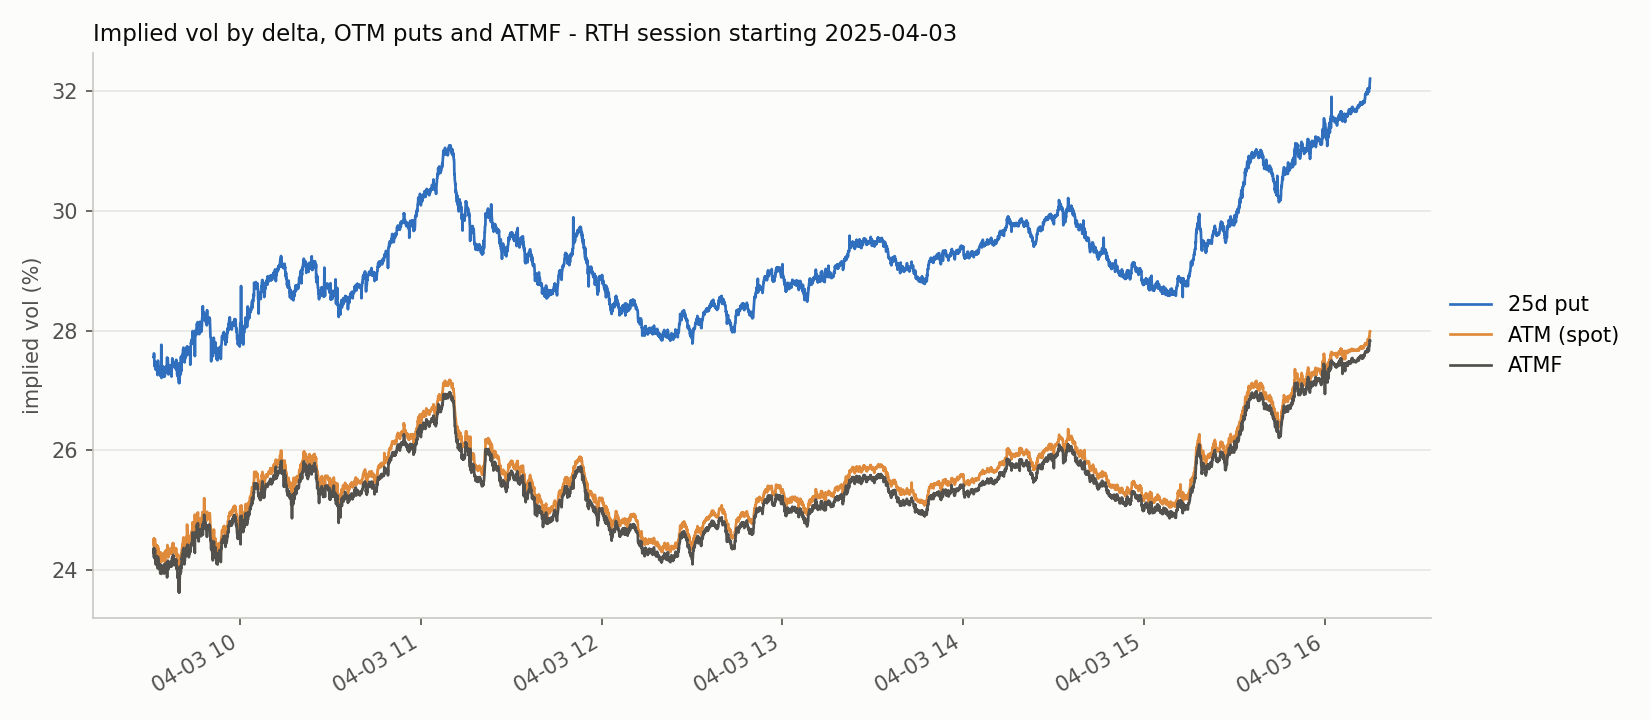 Implied vol by delta, OTM puts and ATMF - RTH session starting 2025-04-03
implied vol (%)
32
30
28
26
24
04-03 10
04-03 11
04-03 12
04-03 13
04-03 14
04-03 15
04-03 16
25d put
ATM (spot)
ATMF